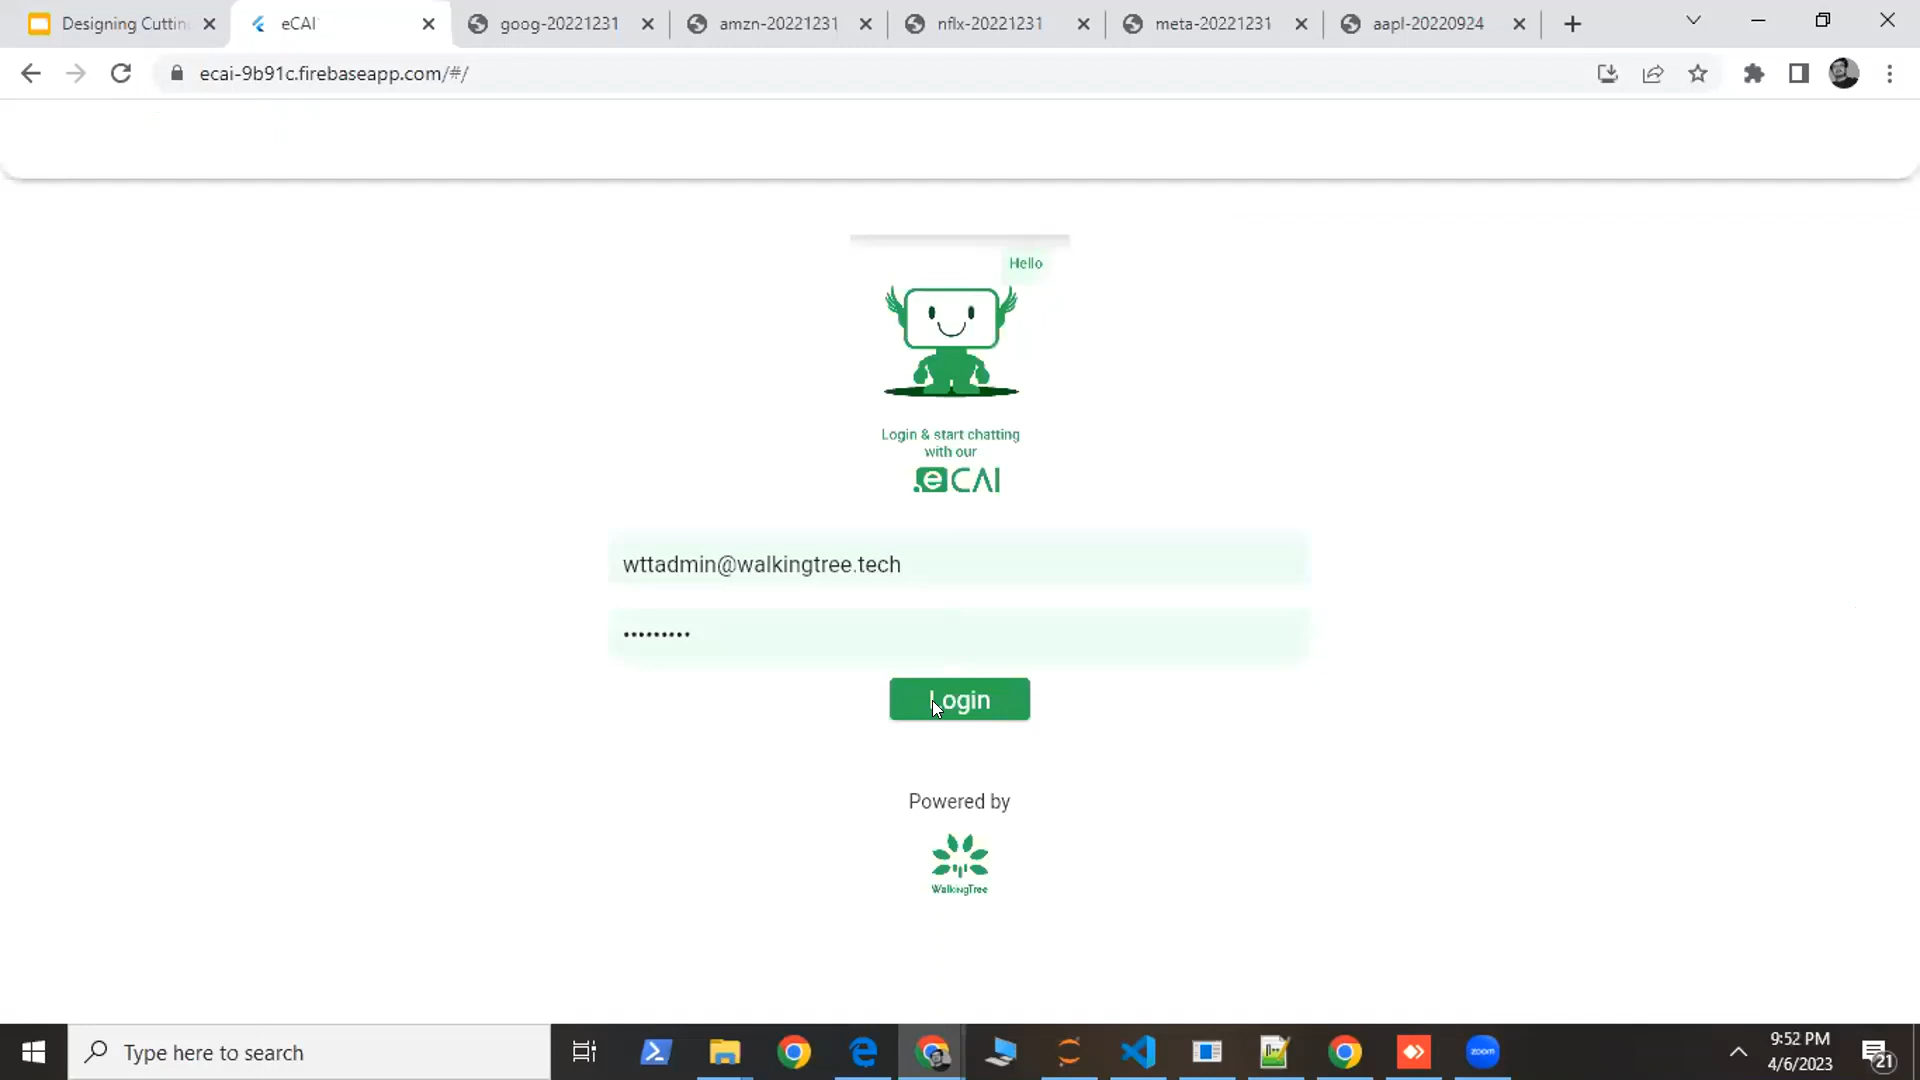 Designing Cuttin
eCAI
goog-20221231
amzn-20221231
nflx-20221231
meta-20221231
aapl-20220924
ecai-9b91c.firebaseapp.com/#/
Hello
Login & start chatting
with our
.eCAI
wttadmin@walkingtree.tech
•••••••••
Login
Powered by
WalkingTree
Type here to search
zoom
9:52 PM
4/6/2023
21